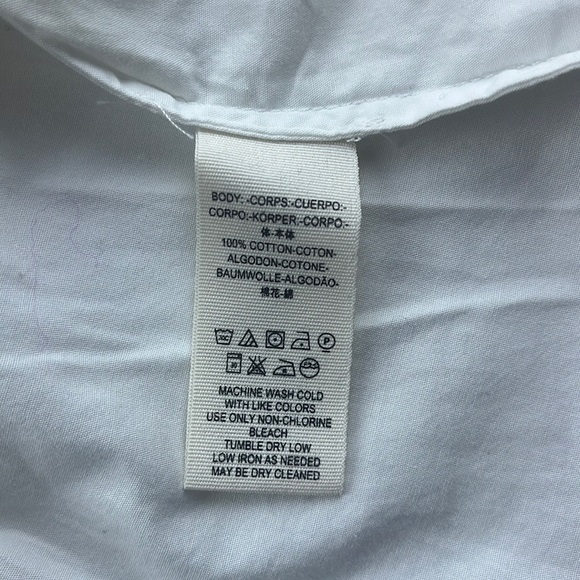 BODY:-CORPS:-CUERPO:-
CORPO:-KÖRPER:-CORPO:-
体-本体
100% COTTON-COTON-
ALGODON-COTONE-
BAUMWOLLE-ALGODÃO-
棉花-綿
MACHINE WASH COLD
WITH LIKE COLORS
USE ONLY NON-CHLORINE
BLEACH
TUMBLE DRY LOW
LOW IRON AS NEEDED
MAY BE DRY CLEANED